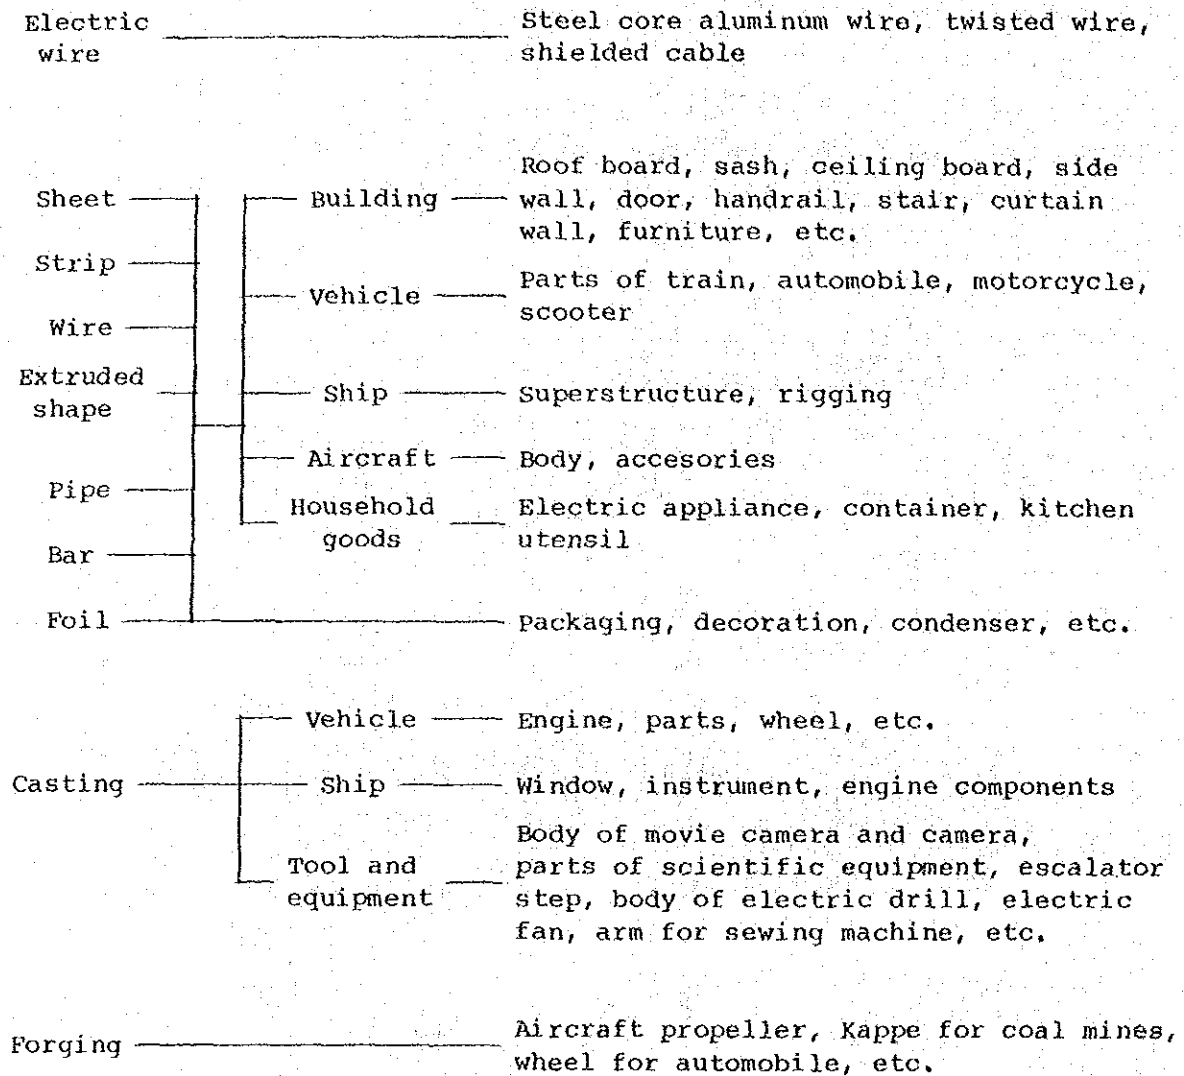 Electric wire Steel core aluminum wire, twisted wire,
shielded cable
Sheet Building Roof board, sash, ceiling board, side
wall, door, handrail, stair, curtain
wall, furniture, etc.
Strip
Vehicle Parts of train, automobile, motorcycle,
scooter
Wire
Extruded
shape
Ship Superstructure, rigging
Aircraft Body, accesories
Pipe
Household
goods
Electric appliance, container, kitchen
utensil
Bar
Foil Packaging, decoration, condenser, etc.
Casting
Vehicle Engine, parts, wheel, etc.
Ship Window, instrument, engine components
Tool and
equipment
Body of movie camera and camera,
parts of scientific equipment, escalator
step, body of electric drill, electric
fan, arm for sewing machine, etc.
Forging Aircraft propeller, Kappe for coal mines,
wheel for automobile, etc.